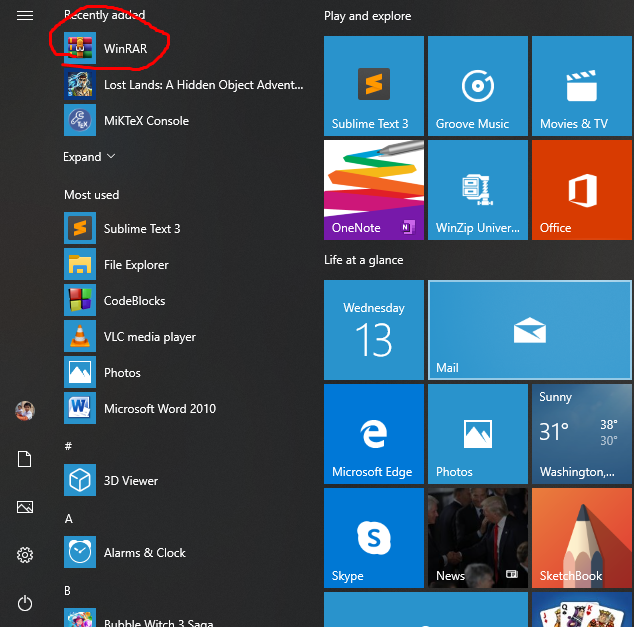 Recently added
WinRAR
Lost Lands: A Hidden Object Advent...
MiKTeX Console
Expand
Most used
Sublime Text 3
File Explorer
CodeBlocks
VLC media player
Photos
Microsoft Word 2010
#
3D Viewer
A
Alarms & Clock
B
Bubble Witch 3 Saga
Play and explore
Sublime Text 3
Groove Music
Movies & TV
OneNote
WinZip Univer...
Office
Life at a glance
Wednesday
13
Mail
Microsoft Edge
Photos
Sunny
31°
38°
30°
Washington,...
Skype
News
SketchBook
J
K